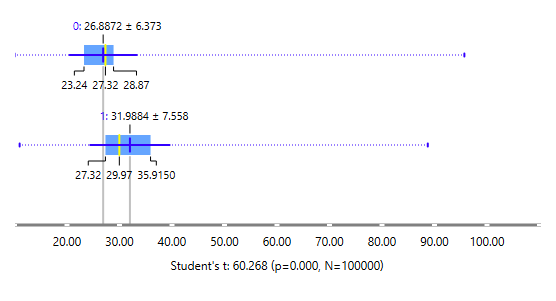 0: 26.8872 ± 6.373
23.24 27.32 28.87
1: 31.9884 ± 7.558
27.32 29.97 35.9150
20.00 30.00 40.00 50.00 60.00 70.00 80.00 90.00 100.00
Student's t: 60.268 (p=0.000, N=100000)